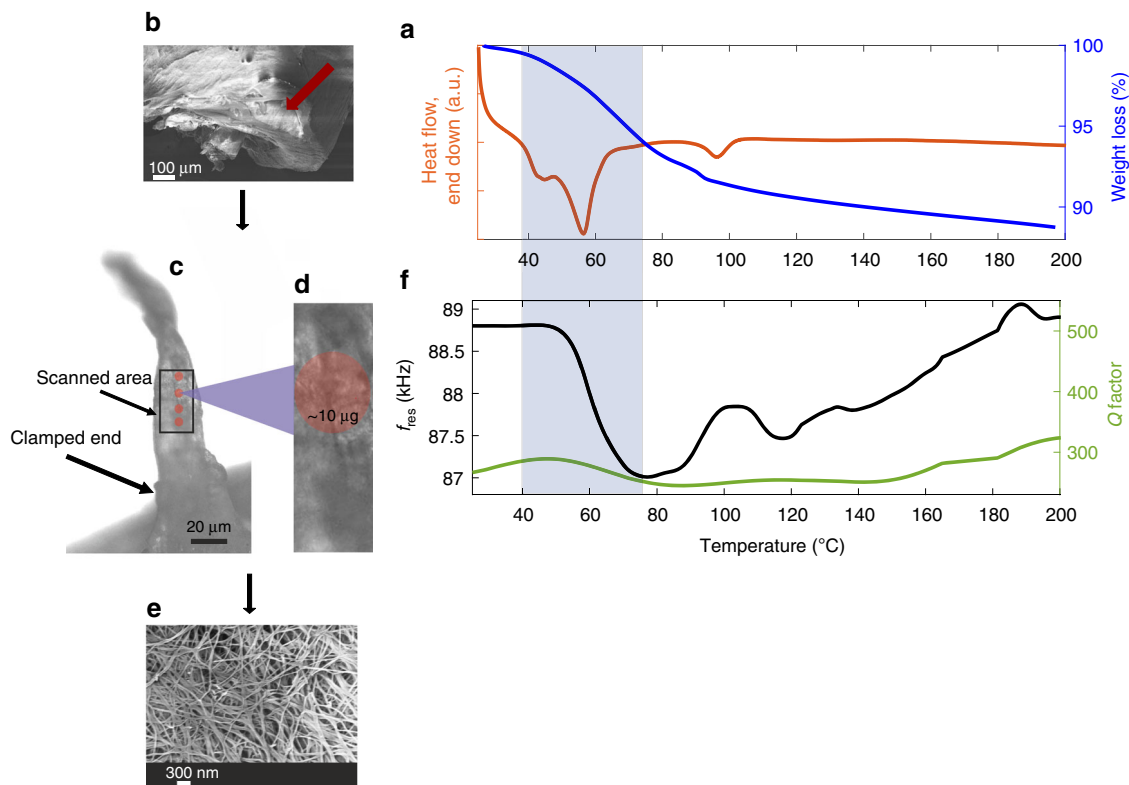 b
100 μm
a
Heat flow,
end down (a.u.)
100
95
90
Weight loss (%)
40 60 80 100 120 140 160 180 200
c
Scanned area
Clamped end
20 μm
d
~10 μg
f
89
88.5
88
87.5
87
fres (kHz)
500
400
300
Q factor
40 60 80 100 120 140 160 180 200
Temperature (°C)
e
300 nm